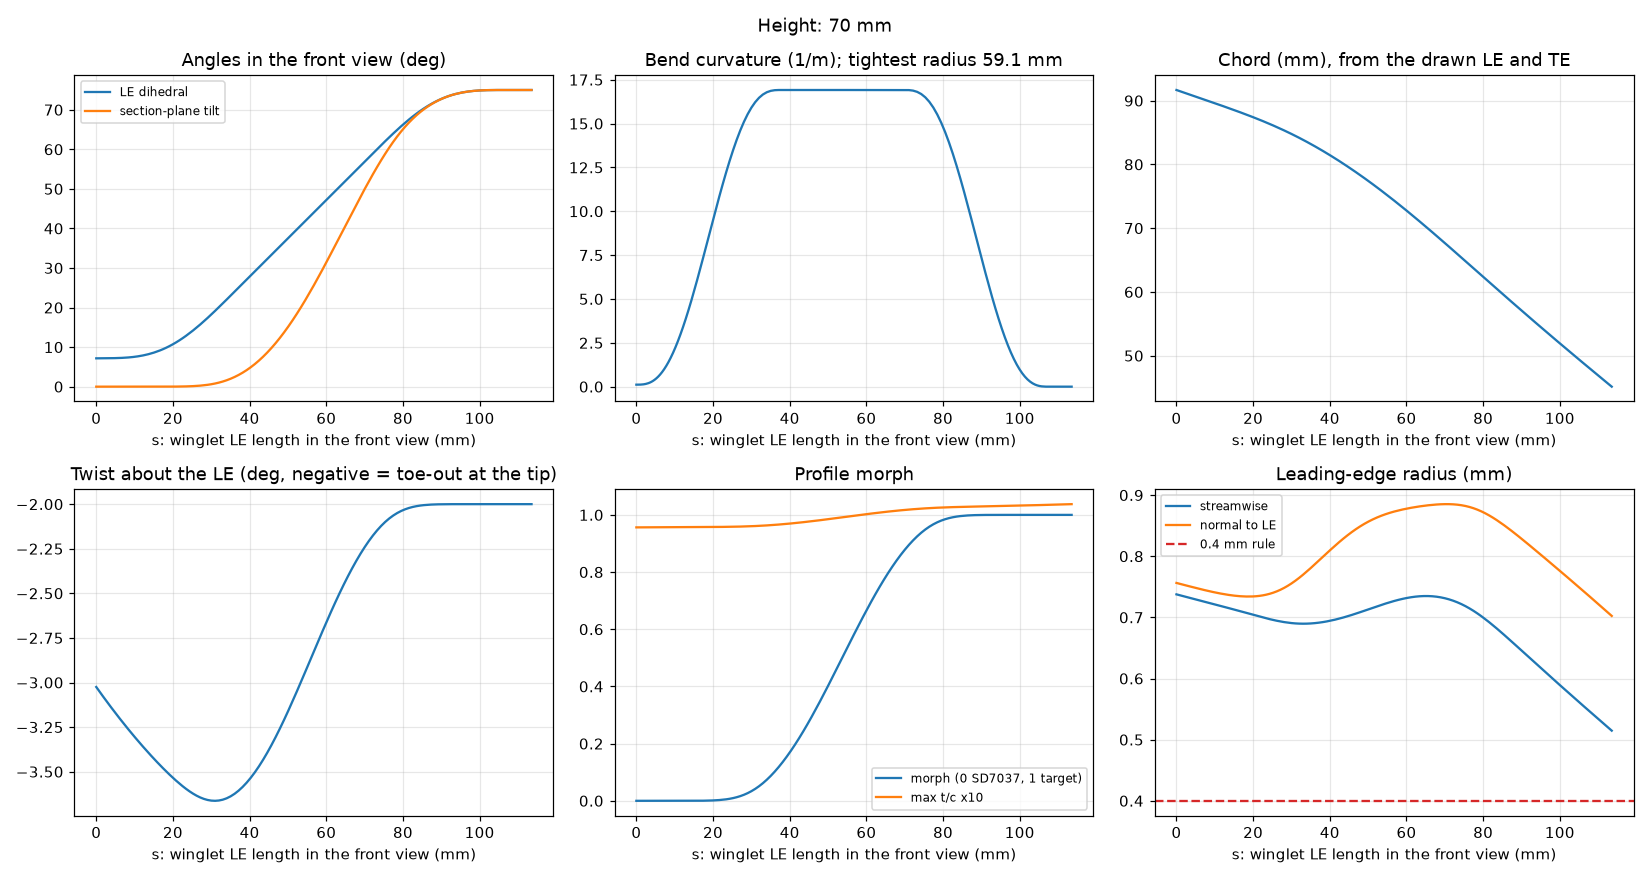 Height: 70 mm
Angles in the front view (deg)
LE dihedral
section-plane tilt
70
60
50
40
30
20
10
0
0 20 40 60 80 100
s: winglet LE length in the front view (mm)
Bend curvature (1/m); tightest radius 59.1 mm
17.5
15.0
12.5
10.0
7.5
5.0
2.5
0.0
0 20 40 60 80 100
s: winglet LE length in the front view (mm)
Chord (mm), from the drawn LE and TE
90
80
70
60
50
0 20 40 60 80 100
s: winglet LE length in the front view (mm)
Twist about the LE (deg, negative = toe-out at the tip)
−2.00
−2.25
−2.50
−2.75
−3.00
−3.25
−3.50
0 20 40 60 80 100
s: winglet LE length in the front view (mm)
Profile morph
1.0
0.8
0.6
0.4
0.2
0.0
morph (0 SD7037, 1 target)
max t/c x10
0 20 40 60 80 100
s: winglet LE length in the front view (mm)
Leading-edge radius (mm)
streamwise
normal to LE
0.4 mm rule
0.9
0.8
0.7
0.6
0.5
0.4
0 20 40 60 80 100
s: winglet LE length in the front view (mm)